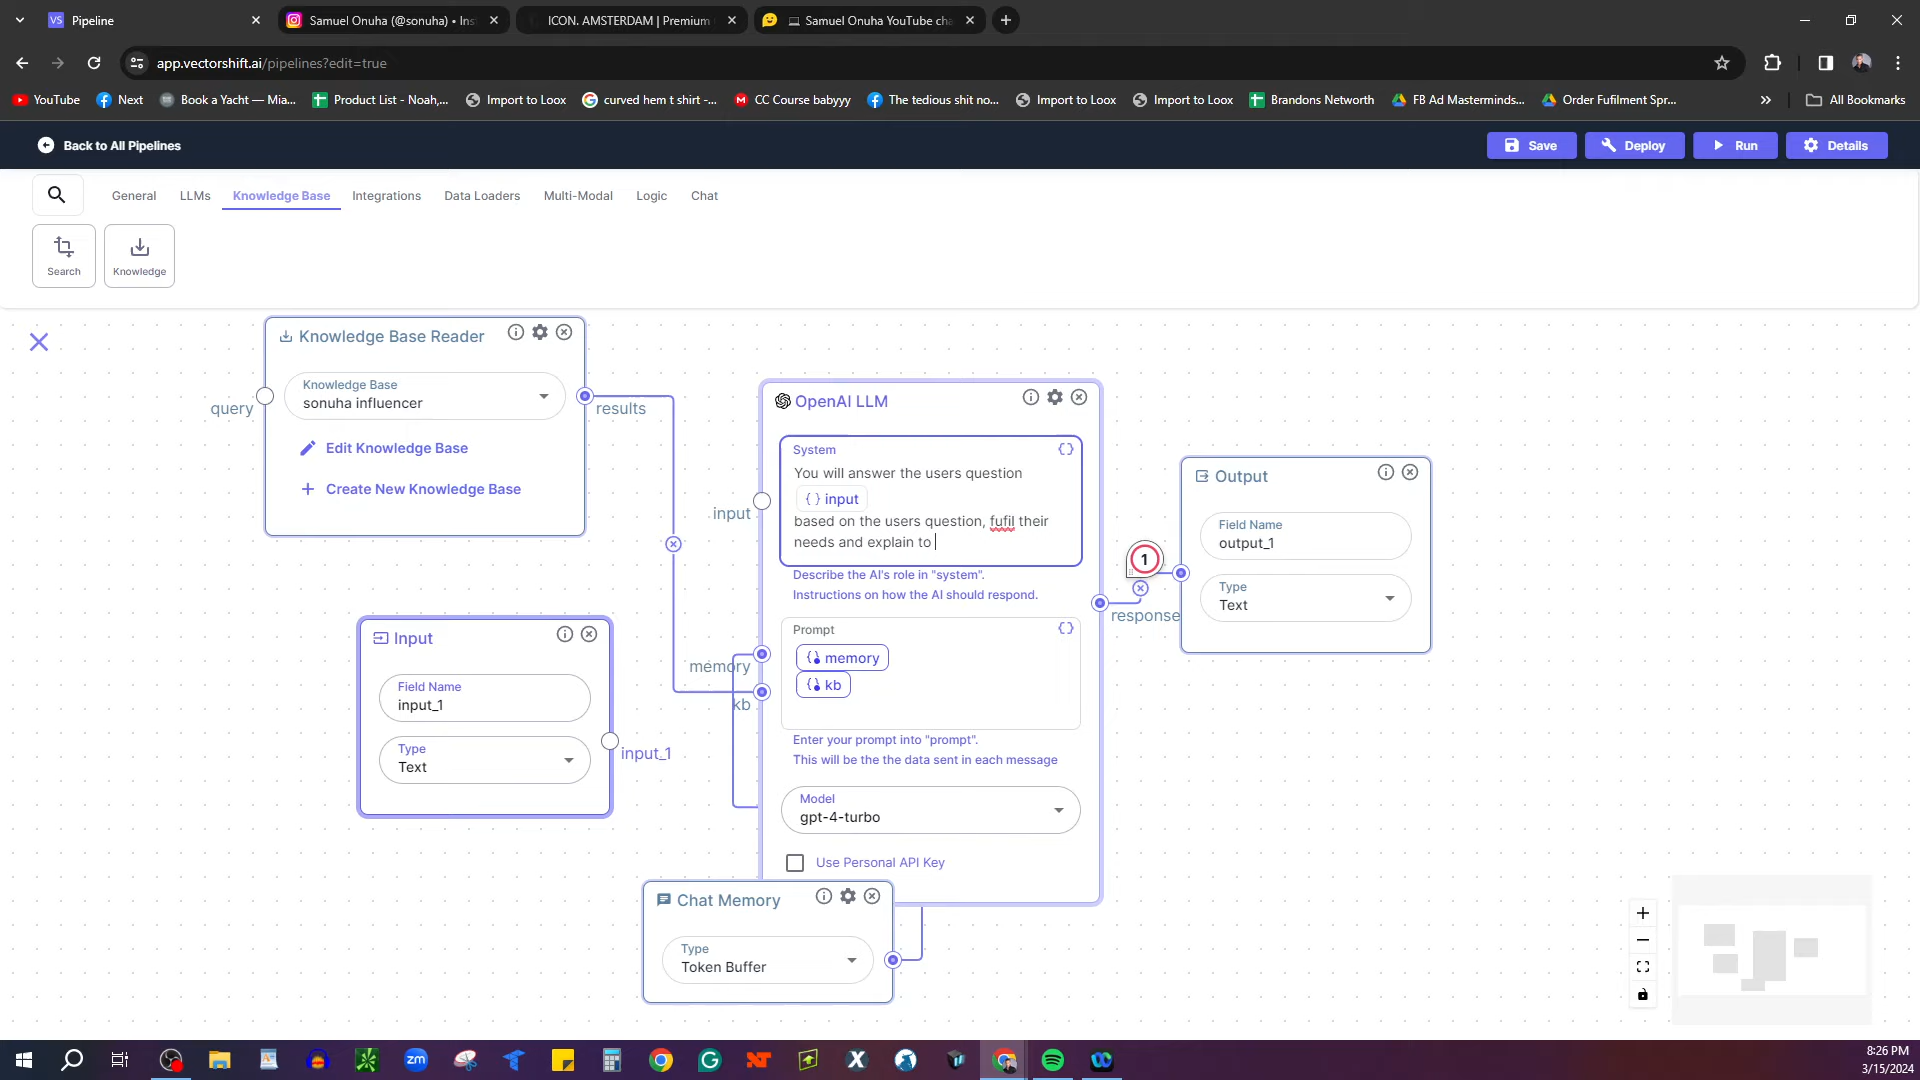 VS Pipeline
Samuel Onuha (@sonuha) • Ins
ICON. AMSTERDAM | Premium
Samuel Onuha YouTube cha
app.vectorshift.ai/pipelines?edit=true
YouTube
Next
Book a Yacht — Mia...
Product List - Noah,...
Import to Loox
curved hem t shirt -...
CC Course babyyy
The tedious shit no...
Import to Loox
Import to Loox
Brandons Networth
FB Ad Masterminds...
Order Fufilment Spr...
All Bookmarks
Back to All Pipelines
Save
Deploy
Run
Details
General
LLMs
Knowledge Base
Integrations
Data Loaders
Multi-Modal
Logic
Chat
Search
Knowledge
Knowledge Base Reader
Knowledge Base
sonuha influencer
query
results
Edit Knowledge Base
Create New Knowledge Base
Input
Field Name
input_1
Type
Text
input_1
OpenAI LLM
System
You will answer the users question
{} input
based on the users question, fufil their
needs and explain to
input
Describe the AI's role in "system".
Instructions on how the AI should respond.
Prompt
memory
kb
memory
kb
Enter your prompt into "prompt".
This will be the the data sent in each message
Model
gpt-4-turbo
Use Personal API Key
response
1
Output
Field Name
output_1
Type
Text
Chat Memory
Type
Token Buffer
zm
8:26 PM
3/15/2024